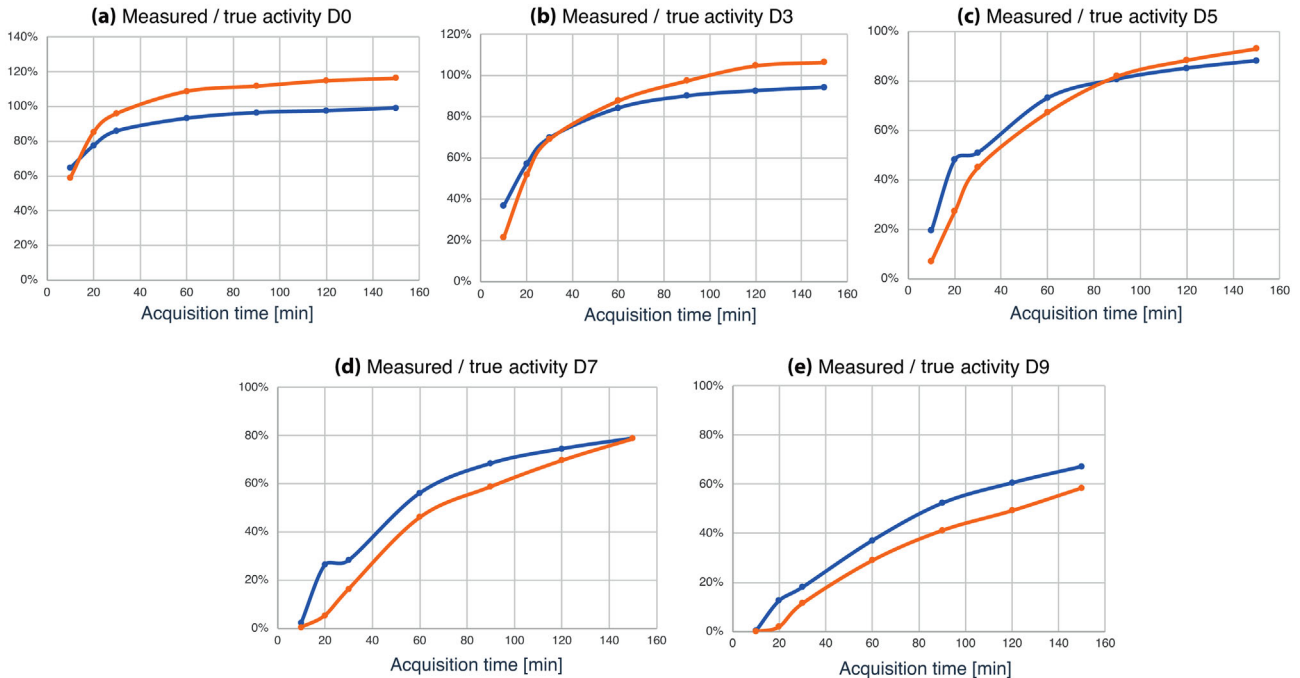 (a) Measured / true activity D0
140%
120%
100%
80%
60%
40%
20%
0%
0 20 40 60 80 100 120 140 160
Acquisition time [min]
(b) Measured / true activity D3
120%
100%
80%
60%
40%
20%
0%
0 20 40 60 80 100 120 140 160
Acquisition time [min]
(c) Measured / true activity D5
100%
80%
60%
40%
20%
0%
0 20 40 60 80 100 120 140 160
Acquisition time [min]
(d) Measured / true activity D7
100%
80%
60%
40%
20%
0%
0 20 40 60 80 100 120 140 160
Acquisition time [min]
(e) Measured / true activity D9
100%
80%
60%
40%
20%
0%
0 20 40 60 80 100 120 140 160
Acquisition time [min]